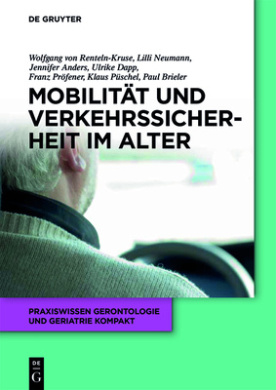 DE GRUYTER
Wolfgang von Renteln-Kruse, Lilli Neumann,
Jennifer Anders, Ulrike Dapp,
Franz Pröfener, Klaus Püschel, Paul Brieler
MOBILITÄT UND
VERKEHRSSICHER-
HEIT IM ALTER
PRAXISWISSEN GERONTOLOGIE
UND GERIATRIE KOMPAKT
DE
G